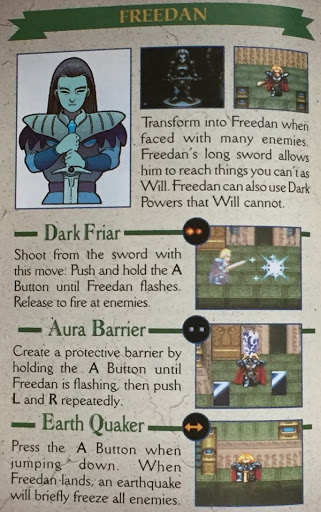 FREEDAN
Transform into Freedan when
faced with many enemies.
Freedan's long sword allows
him to reach things you can't as
Will. Freedan can also use Dark
Powers that Will cannot.
Dark Friar
Shoot from the sword with
this move. Push and hold the A
Button until Freedan flashes.
Release to fire at enemies.
Aura Barrier
Create a protective barrier by
holding the A Button until
Freedan is flashing, then push
L and R repeatedly.
Earth Quaker
Press the A Button when
jumping down. When
Freedan lands, an earthquake
will briefly freeze all enemies.